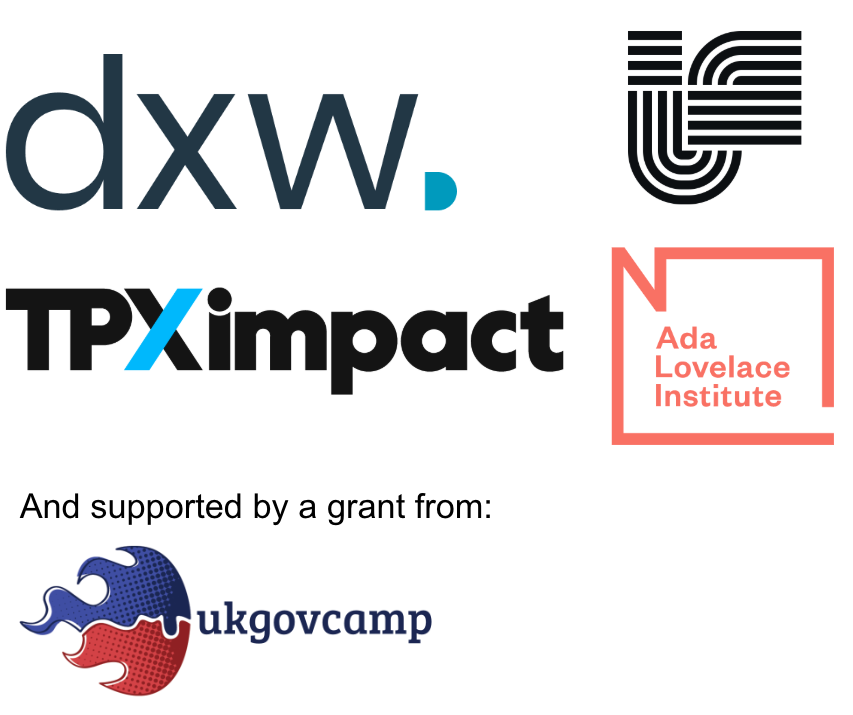 dxw.
TPXimpact
Ada
Lovelace
Institute
And supported by a grant from:
ukgovcamp